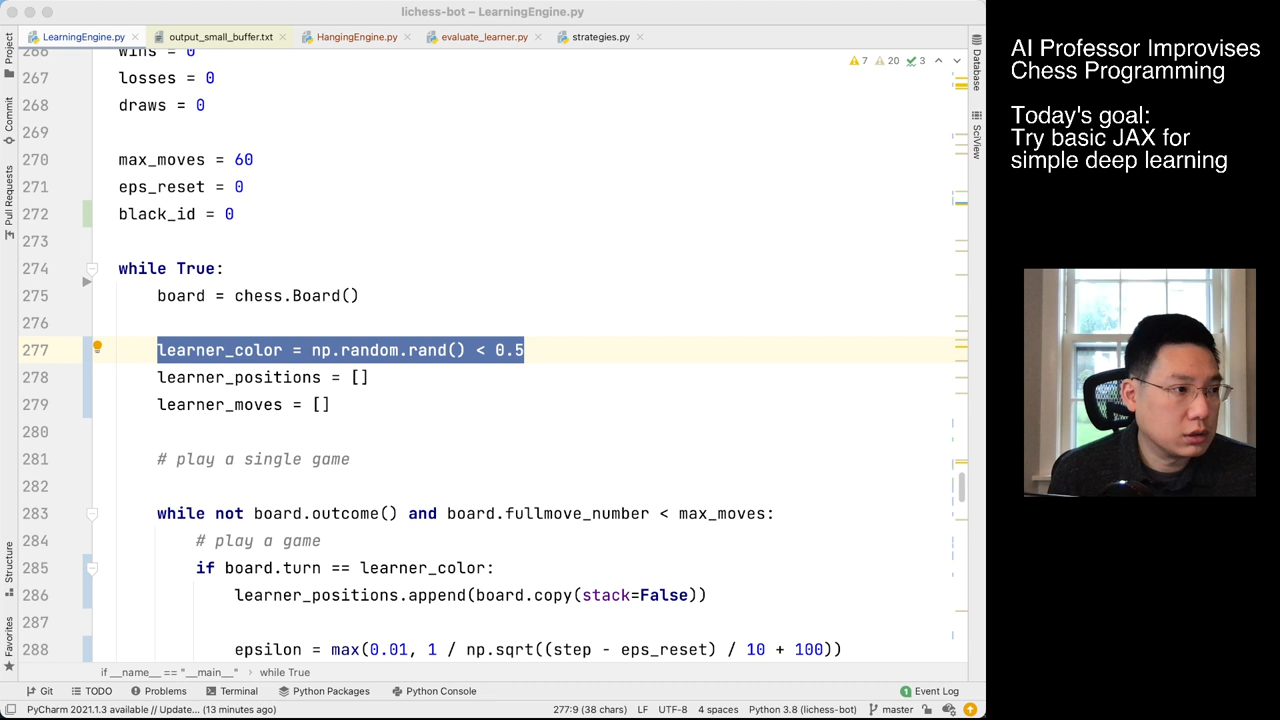 lichess-bot – LearningEngine.py
LearningEngine.py
output_small_buffer.txt
HangingEngine.py
evaluate_learner.py
strategies.py
7
20
3
266 wins = 0
267 losses = 0
268 draws = 0
269
270 max_moves = 60
271 eps_reset = 0
272 black_id = 0
273
274 while True:
275 board = chess.Board()
276
277 learner_color = np.random.rand() < 0.5
278 learner_positions = []
279 learner_moves = []
280
281 # play a single game
282
283 while not board.outcome() and board.fullmove_number < max_moves:
284 # play a game
285 if board.turn == learner_color:
286 learner_positions.append(board.copy(stack=False))
287
288 epsilon = max(0.01, 1 / np.sqrt((step - eps_reset) / 10 + 100))
if __name__ == "__main__" › while True
Project
Commit
Pull Requests
Structure
Favorites
Database
SciView
Git
TODO
Problems
Terminal
Python Packages
Python Console
1 Event Log
PyCharm 2021.1.3 available // Update... (13 minutes ago)
277:9 (38 chars)
LF
UTF-8
4 spaces
Python 3.8 (lichess-bot)
master
AI Professor Improvises
Chess Programming
Today's goal:
Try basic JAX for
simple deep learning